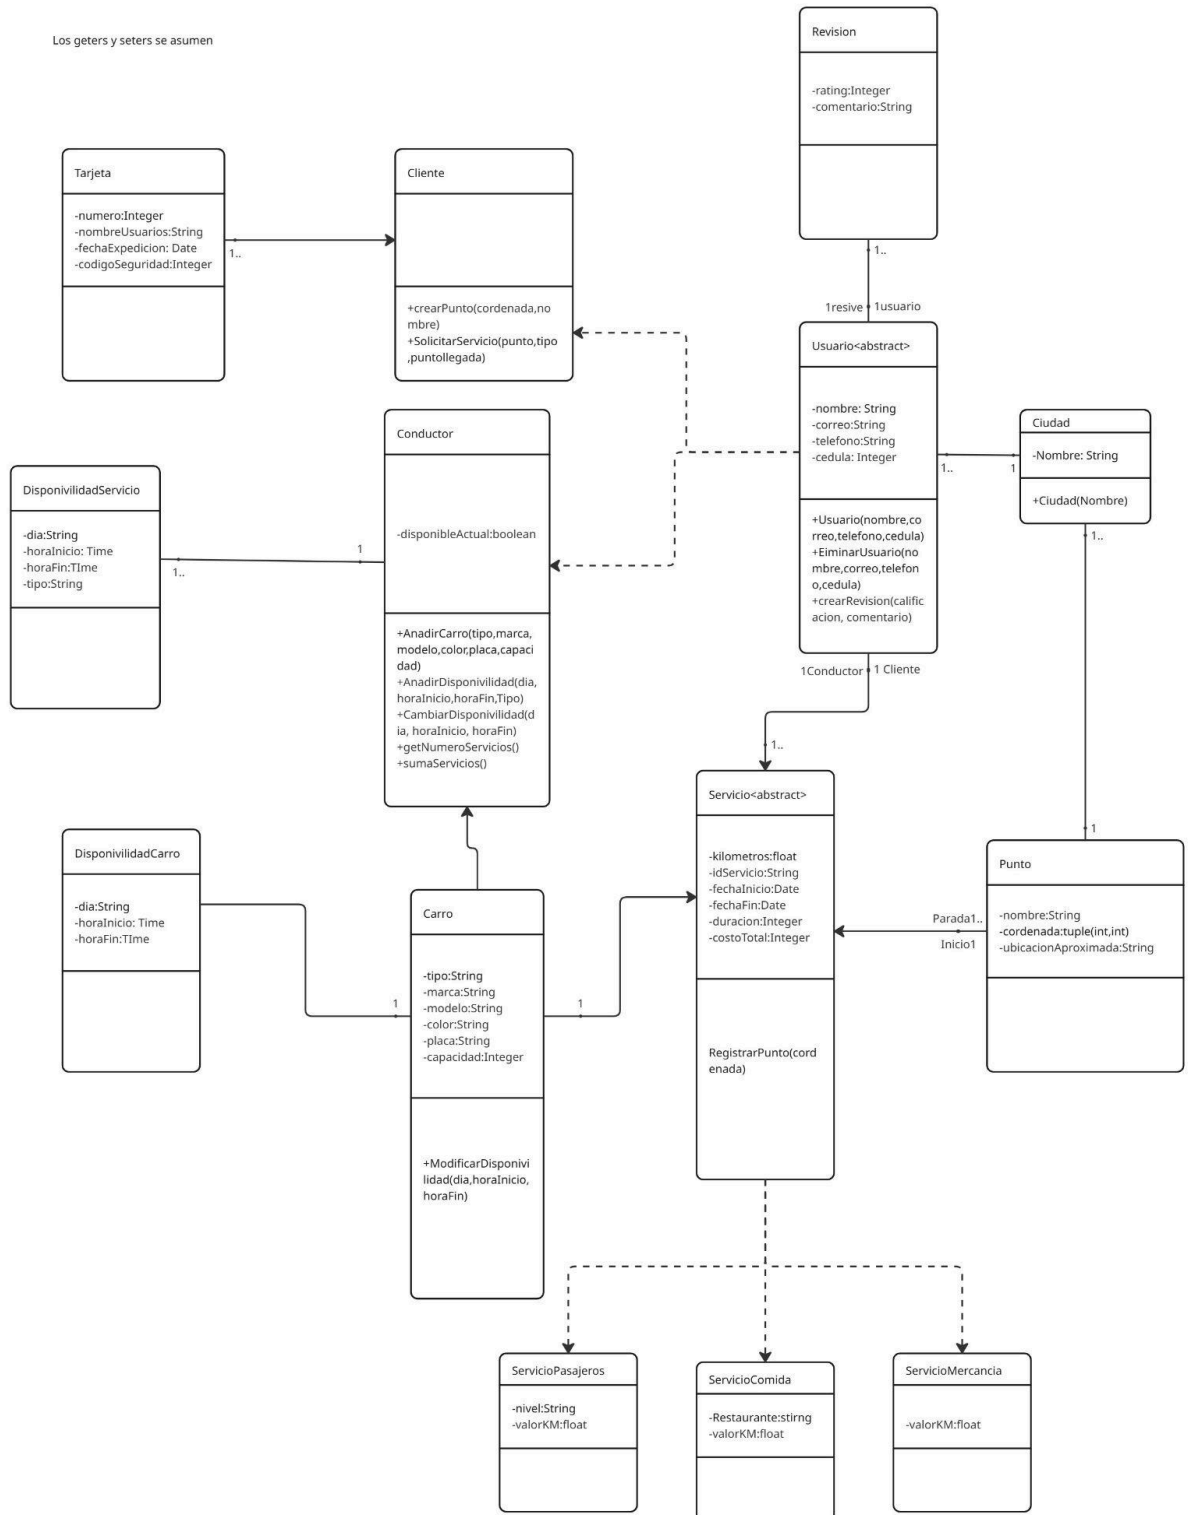 Los geters y seters se asumen
Revision
-rating:Integer
-comentario:String
Tarjeta
-numero:Integer
-nombreUsuarios:String
-fechaExpedicion: Date
-codigoSeguridad:Integer
1..
Cliente
+crearPunto(cordenada,no
mbre)
+SolicitarServicio(punto,tipo
,puntollegada)
1..
1resive
1usuario
Usuario<abstract>
-nombre: String
-correo:String
-telefono:String
-cedula: Integer
+Usuario(nombre,co
rreo,telefono,cedula)
+EiminarUsuario(no
mbre,correo,telefon
o,cedula)
+crearRevision(calific
acion, comentario)
1..
1
Ciudad
-Nombre: String
+Ciudad(Nombre)
1..
Conductor
-disponibleActual:boolean
+AnadirCarro(tipo,marca,
modelo,color,placa,capaci
dad)
+AnadirDisponivilidad(dia,
horaInicio,horaFin,Tipo)
+CambiarDisponivilidad(d
ia, horaInicio, horaFin)
+getNumeroServicios()
+sumaServicios()
DisponivilidadServicio
-dia:String
-horaInicio: Time
-horaFin:TIme
-tipo:String
1..
1
1Conductor
1 Cliente
1..
Servicio<abstract>
-kilometros:float
-idServicio:String
-fechaInicio:Date
-fechaFin:Date
-duracion:Integer
-costoTotal:Integer
RegistrarPunto(cord
enada)
1
Punto
-nombre:String
-cordenada:tuple(int,int)
-ubicacionAproximada:String
Parada1..
Inicio1
DisponivilidadCarro
-dia:String
-horaInicio: Time
-horaFin:TIme
1
Carro
-tipo:String
-marca:String
-modelo:String
-color:String
-placa:String
-capacidad:Integer
+ModificarDisponivi
lidad(dia,horaInicio,
horaFin)
1
ServicioPasajeros
-nivel:String
-valorKM:float
ServicioComida
-Restaurante:stirng
-valorKM:float
ServicioMercancia
-valorKM:float